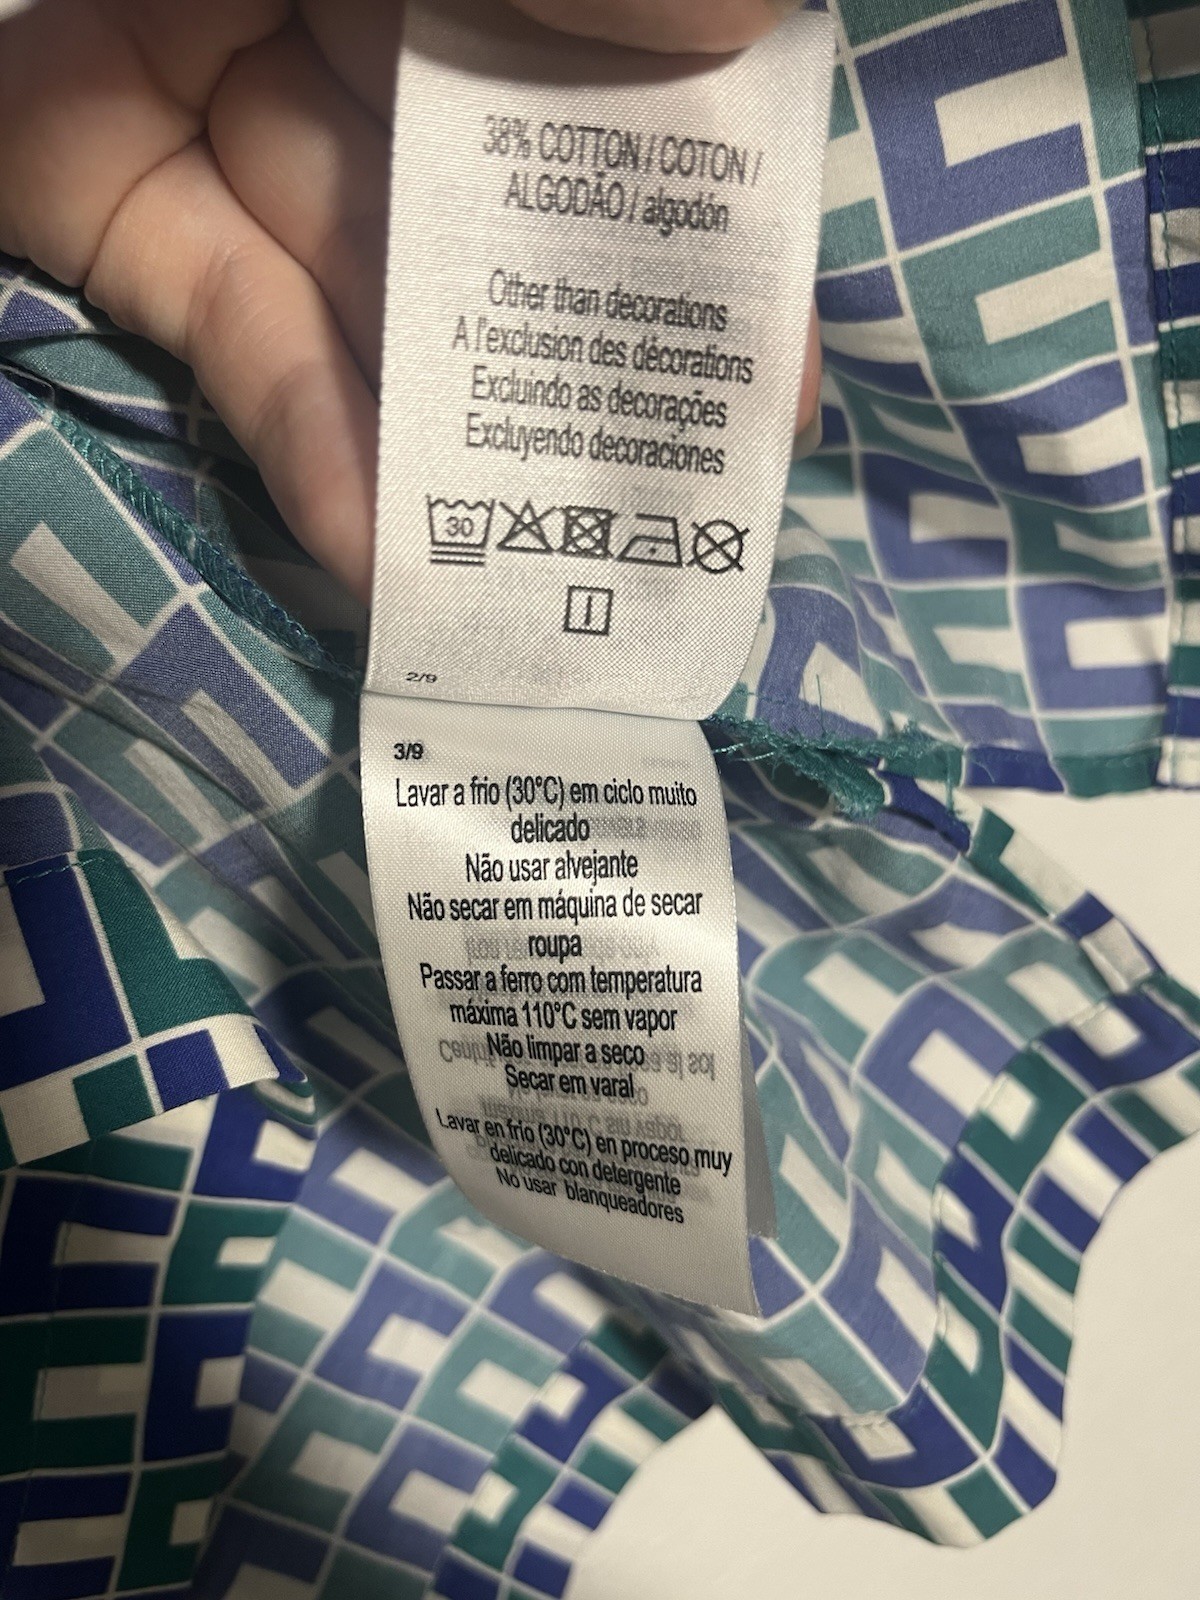 38% COTTON / COTON /
ALGODÃO / algodón
Other than decorations
A l'exclusion des décorations
Excluindo as decorações
Excluyendo decoraciones
30
2/9
3/9
Lavar a frio (30°C) em ciclo muito
delicado
Não usar alvejante
Não secar em máquina de secar
roupa
Passar a ferro com temperatura
máxima 110°C sem vapor
Não limpar a seco
Secar em varal
Lavar en frio (30°C) en proceso muy
delicado con detergente
No usar blanqueadores